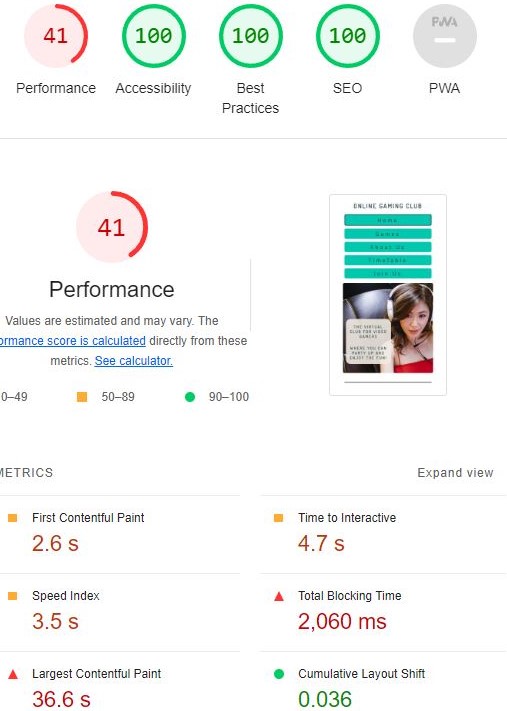 41
100
100
100
PWA
Performance
Accessibility
Best
Practices
SEO
PWA
41
Performance
Values are estimated and may vary. The
ormance score is calculated directly from these
metrics. See calculator.
0–49
50–89
90–100
ONLINE GAMING CLUB
Home
Games
About Us
TimeTable
Join Us
THE VIRTUAL
CLUB FOR VIDEO
GAMERS
WHERE YOU CAN
PARTY UP AND
ENJOY THE FUN!
METRICS
Expand view
First Contentful Paint
2.6 s
Time to Interactive
4.7 s
Speed Index
3.5 s
Total Blocking Time
2,060 ms
Largest Contentful Paint
36.6 s
Cumulative Layout Shift
0.036